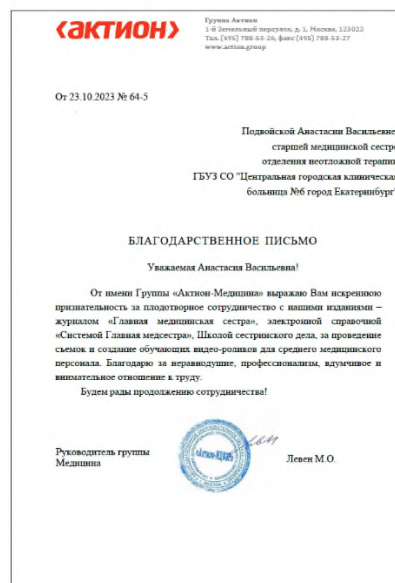 ‹актион›
Группа Актион
1-й Земельный переулок, д. 1, Москва, 123022
Тел. (495) 788-53-26, факс (495) 788-53-27
www.action.group
От 23.10.2023 № 64-5
Подвойской Анастасии Васильевне
старшей медицинской сестре
отделения неотложной терапии
ГБУЗ СО "Центральная городская клиническая
больница №6 город Екатеринбург"
БЛАГОДАРСТВЕННОЕ ПИСЬМО
Уважаемая Анастасия Васильевна!
От имени Группы «Актион-Медицина» выражаю Вам искреннюю
признательность за плодотворное сотрудничество с нашими изданиями –
журналом «Главная медицинская сестра», электронной справочной
«Системой Главная медсестра», Школой сестринского дела, за проведение
съемок и создание обучающих видео-роликов для среднего медицинского
персонала. Благодарю за неравнодушие, профессионализм, вдумчивое и
внимательное отношение к труду.
Будем рады продолжению сотрудничества!
Руководитель группы
Медицина
Левен М.О.